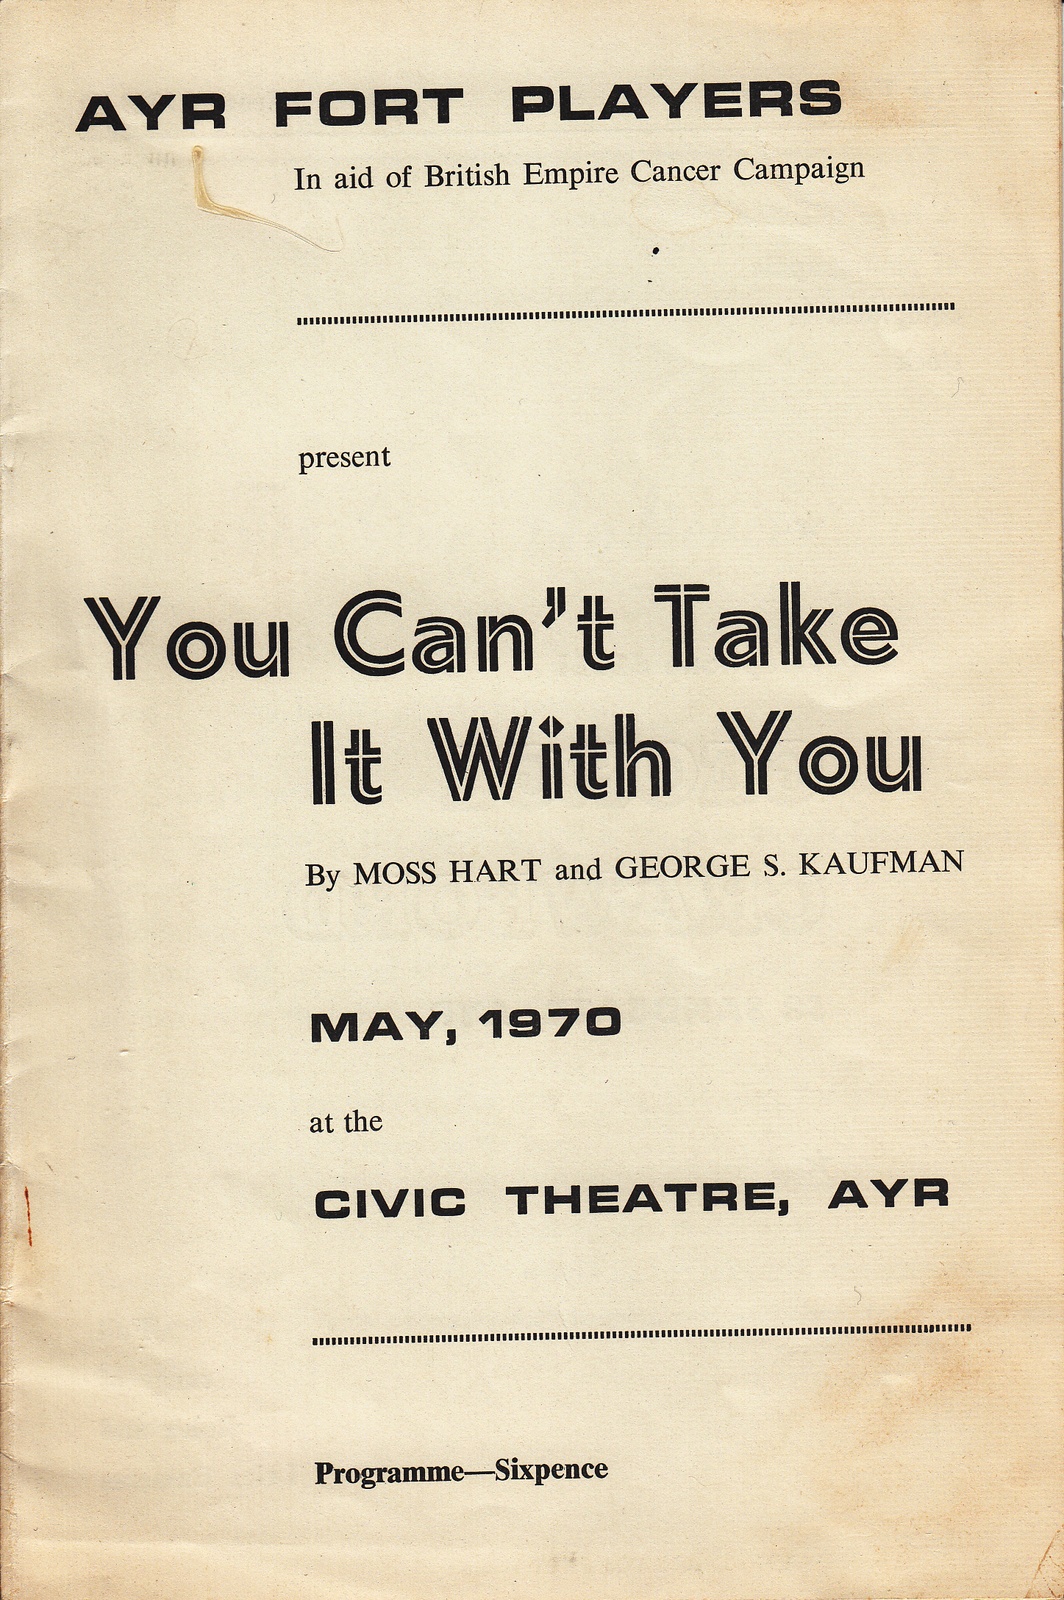 AYR FORT PLAYERS
In aid of British Empire Cancer Campaign
present
You Can't Take
It With You
By MOSS HART and GEORGE S. KAUFMAN
MAY, 1970
at the
CIVIC THEATRE, AYR
Programme—Sixpence